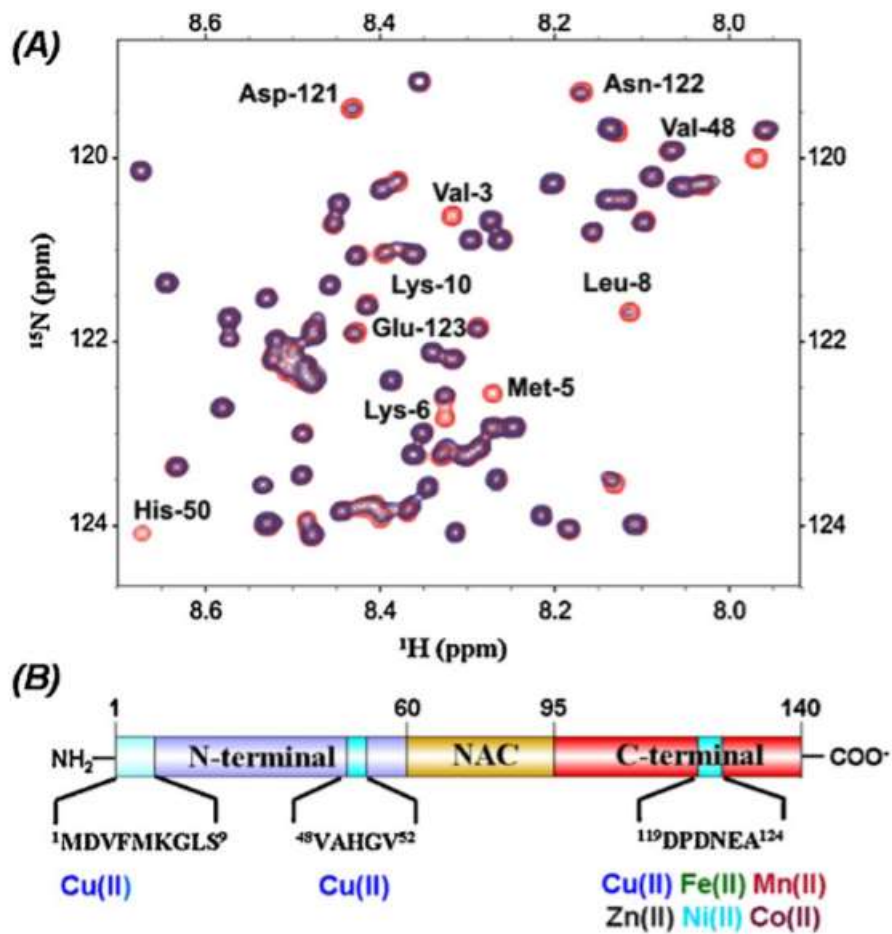 (A)
8.6 8.4 8.2 8.0
Asp-121
Asn-122
Val-48
120 120
Val-3
Lys-10
Leu-8
Glu-123
122 122
Met-5
Lys-6
His-50
124 124
¹⁵N (ppm)
8.6 8.4 8.2 8.0
¹H (ppm)
(B)
1 60 95 140
NH₂ N-terminal NAC C-terminal COO⁻
¹MDVFMKGLS⁹ ⁴⁸VAHGV⁵² ¹¹⁹DPDNEA¹²⁴
Cu(II) Cu(II) Cu(II) Fe(II) Mn(II)
Zn(II) Ni(II) Co(II)